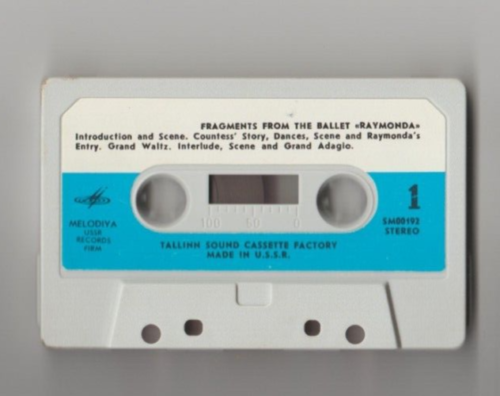 FRAGMENTS FROM THE BALLET «RAYMONDA»
Introduction and Scene. Countess' Story, Dances, Scene and Raymonda's
Entry. Grand Waltz. Interlude, Scene and Grand Adagio.
1
MELODIYA
USSR
RECORDS
FIRM
100 50 0
SM00192
STEREO
TALLINN SOUND CASSETTE FACTORY
MADE IN U.S.S.R.